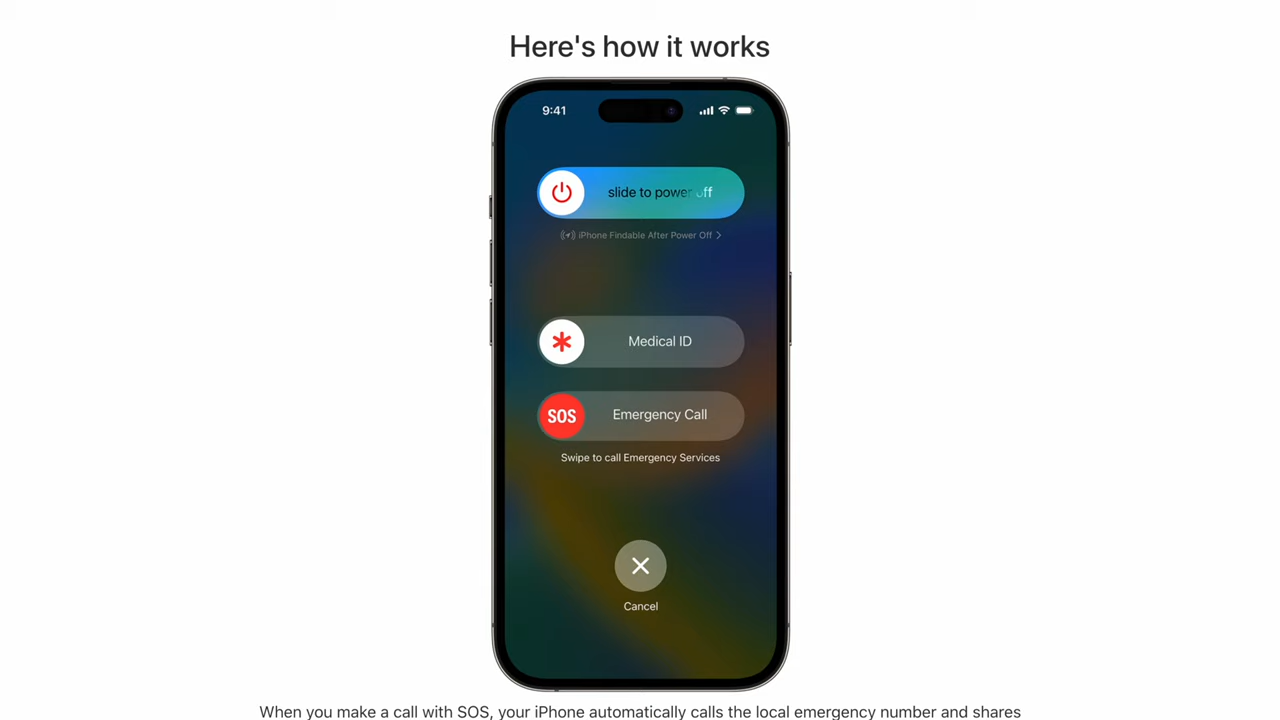 Here's how it works
9:41
slide to power off
iPhone Findable After Power Off
Medical ID
SOS Emergency Call
Swipe to call Emergency Services
Cancel
When you make a call with SOS, your iPhone automatically calls the local emergency number and shares